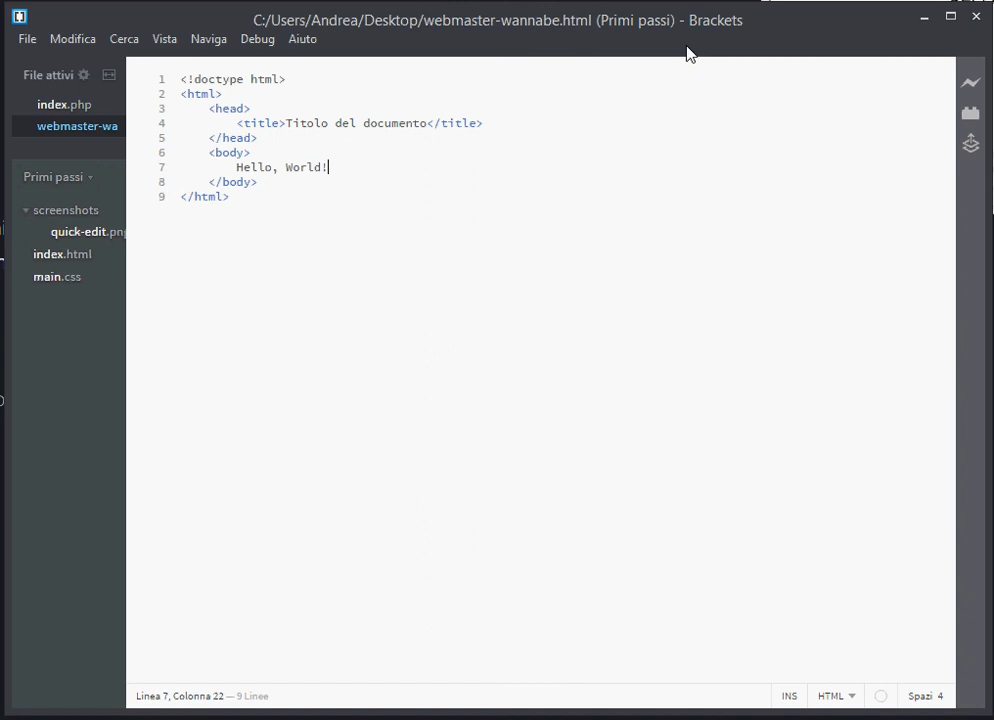 C:/Users/Andrea/Desktop/webmaster-wannabe.html (Primi passi) - Brackets
File Modifica Cerca Vista Naviga Debug Aiuto
File attivi
index.php
webmaster-wa
Primi passi
screenshots
quick-edit.png
index.html
main.css
1 <!doctype html>
2 <html>
3 <head>
4 <title>Titolo del documento</title>
5 </head>
6 <body>
7 Hello, World!
8 </body>
9 </html>
Linea 7, Colonna 22 — 9 Linee INS HTML Spazi 4